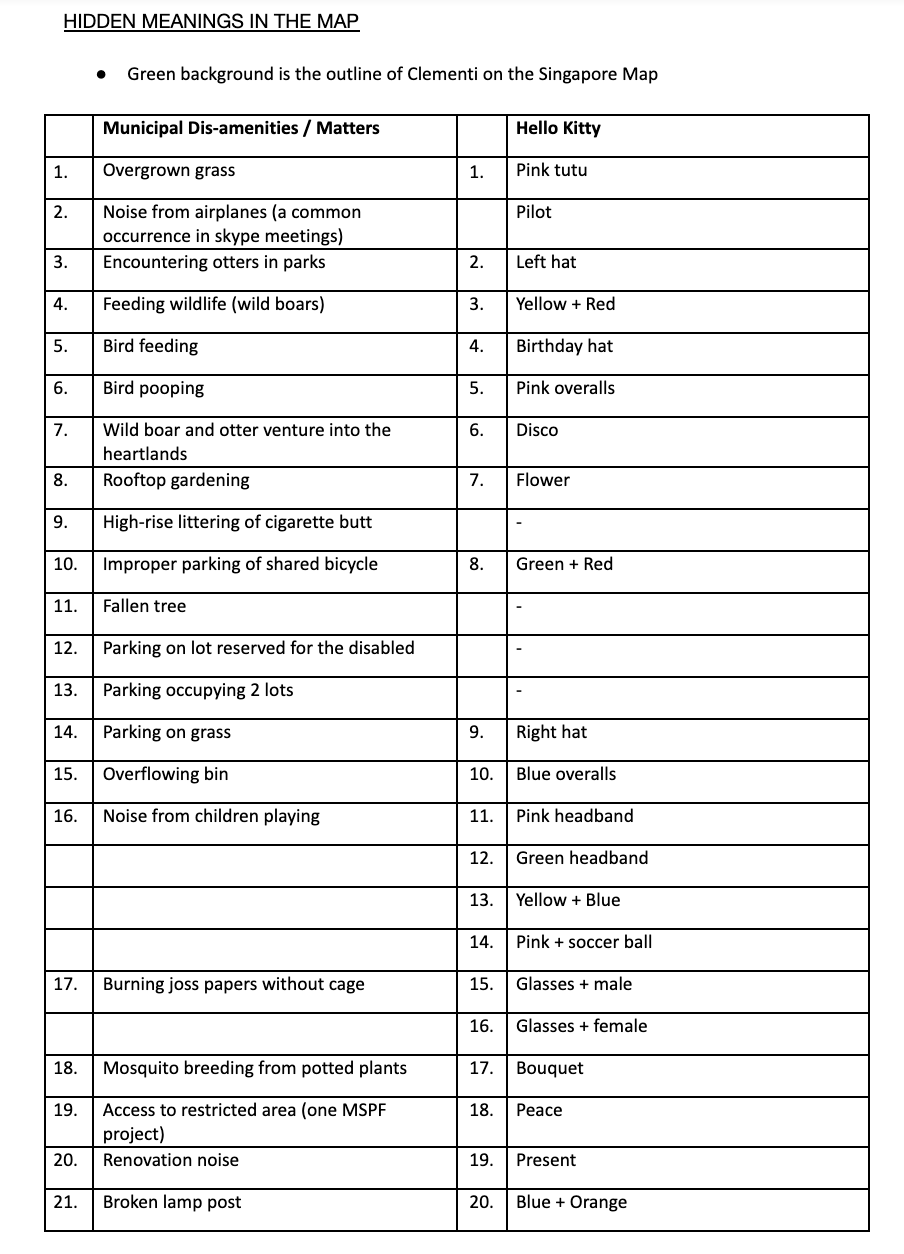 HIDDEN MEANINGS IN THE MAP
● Green background is the outline of Clementi on the Singapore Map
Municipal Dis-amenities / Matters Hello Kitty
1. Overgrown grass 1. Pink tutu
2. Noise from airplanes (a common Pilot
occurrence in skype meetings)
3. Encountering otters in parks 2. Left hat
4. Feeding wildlife (wild boars) 3. Yellow + Red
5. Bird feeding 4. Birthday hat
6. Bird pooping 5. Pink overalls
7. Wild boar and otter venture into the 6. Disco
heartlands
8. Rooftop gardening 7. Flower
9. High-rise littering of cigarette butt -
10. Improper parking of shared bicycle 8. Green + Red
11. Fallen tree -
12. Parking on lot reserved for the disabled -
13. Parking occupying 2 lots -
14. Parking on grass 9. Right hat
15. Overflowing bin 10. Blue overalls
16. Noise from children playing 11. Pink headband
12. Green headband
13. Yellow + Blue
14. Pink + soccer ball
17. Burning joss papers without cage 15. Glasses + male
16. Glasses + female
18. Mosquito breeding from potted plants 17. Bouquet
19. Access to restricted area (one MSPF 18. Peace
project)
20. Renovation noise 19. Present
21. Broken lamp post 20. Blue + Orange